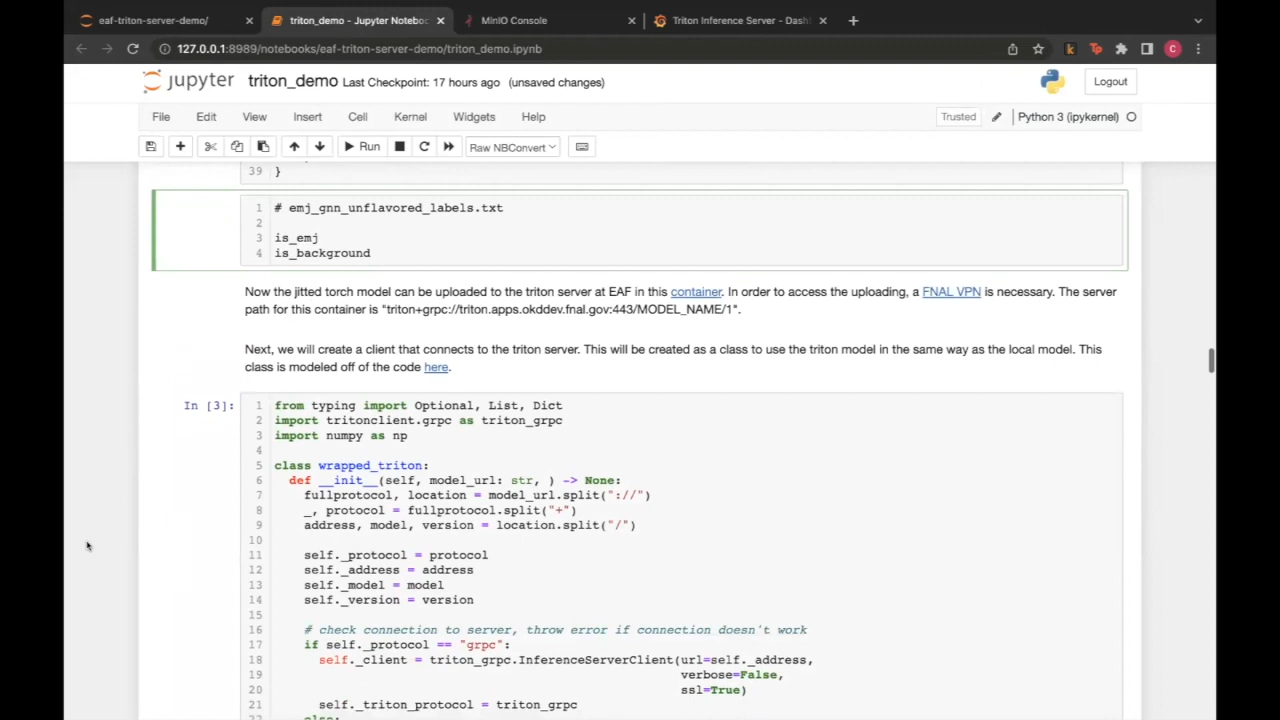 eaf-triton-server-demo/
triton_demo - Jupyter Noteboo
MinIO Console
Triton Inference Server - Dash
127.0.0.1:8989/notebooks/eaf-triton-server-demo/triton_demo.ipynb
k
Tp
C
jupyter triton_demo Last Checkpoint: 17 hours ago (unsaved changes)
Logout
File Edit View Insert Cell Kernel Widgets Help
Trusted
Python 3 (ipykernel)
Run
Raw NBConvert
39 }
1 # emj_gnn_unflavored_labels.txt
2
3 is_emj
4 is_background
Now the jitted torch model can be uploaded to the triton server at EAF in this container. In order to access the uploading, a FNAL VPN is necessary. The server
path for this container is "triton+grpc://triton.apps.okddev.fnal.gov:443/MODEL_NAME/1".
Next, we will create a client that connects to the triton server. This will be created as a class to use the triton model in the same way as the local model. This
class is modeled off of the code here.
In [3]:
1 from typing import Optional, List, Dict
2 import tritonclient.grpc as triton_grpc
3 import numpy as np
4
5 class wrapped_triton:
6 def __init__(self, model_url: str, ) -> None:
7 fullprotocol, location = model_url.split("://")
8 _, protocol = fullprotocol.split("+")
9 address, model, version = location.split("/")
10
11 self._protocol = protocol
12 self._address = address
13 self._model = model
14 self._version = version
15
16 # check connection to server, throw error if connection doesn't work
17 if self._protocol == "grpc":
18 self._client = triton_grpc.InferenceServerClient(url=self._address,
19 verbose=False,
20 ssl=True)
21 self._triton_protocol = triton_grpc
22 else: